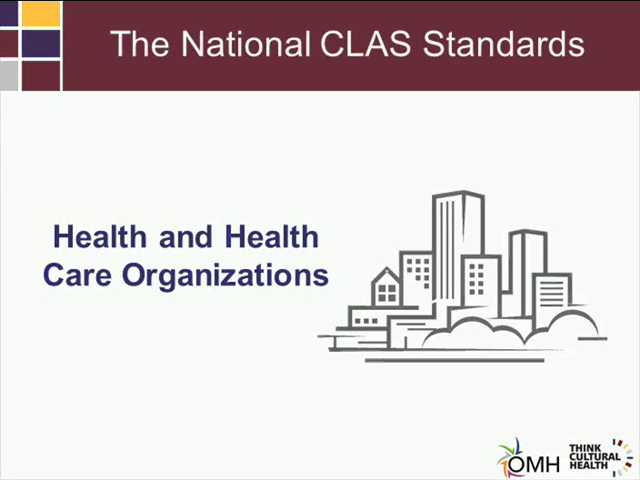 The National CLAS Standards
Health and Health
Care Organizations
OMH
THINK
CULTURAL
HEALTH